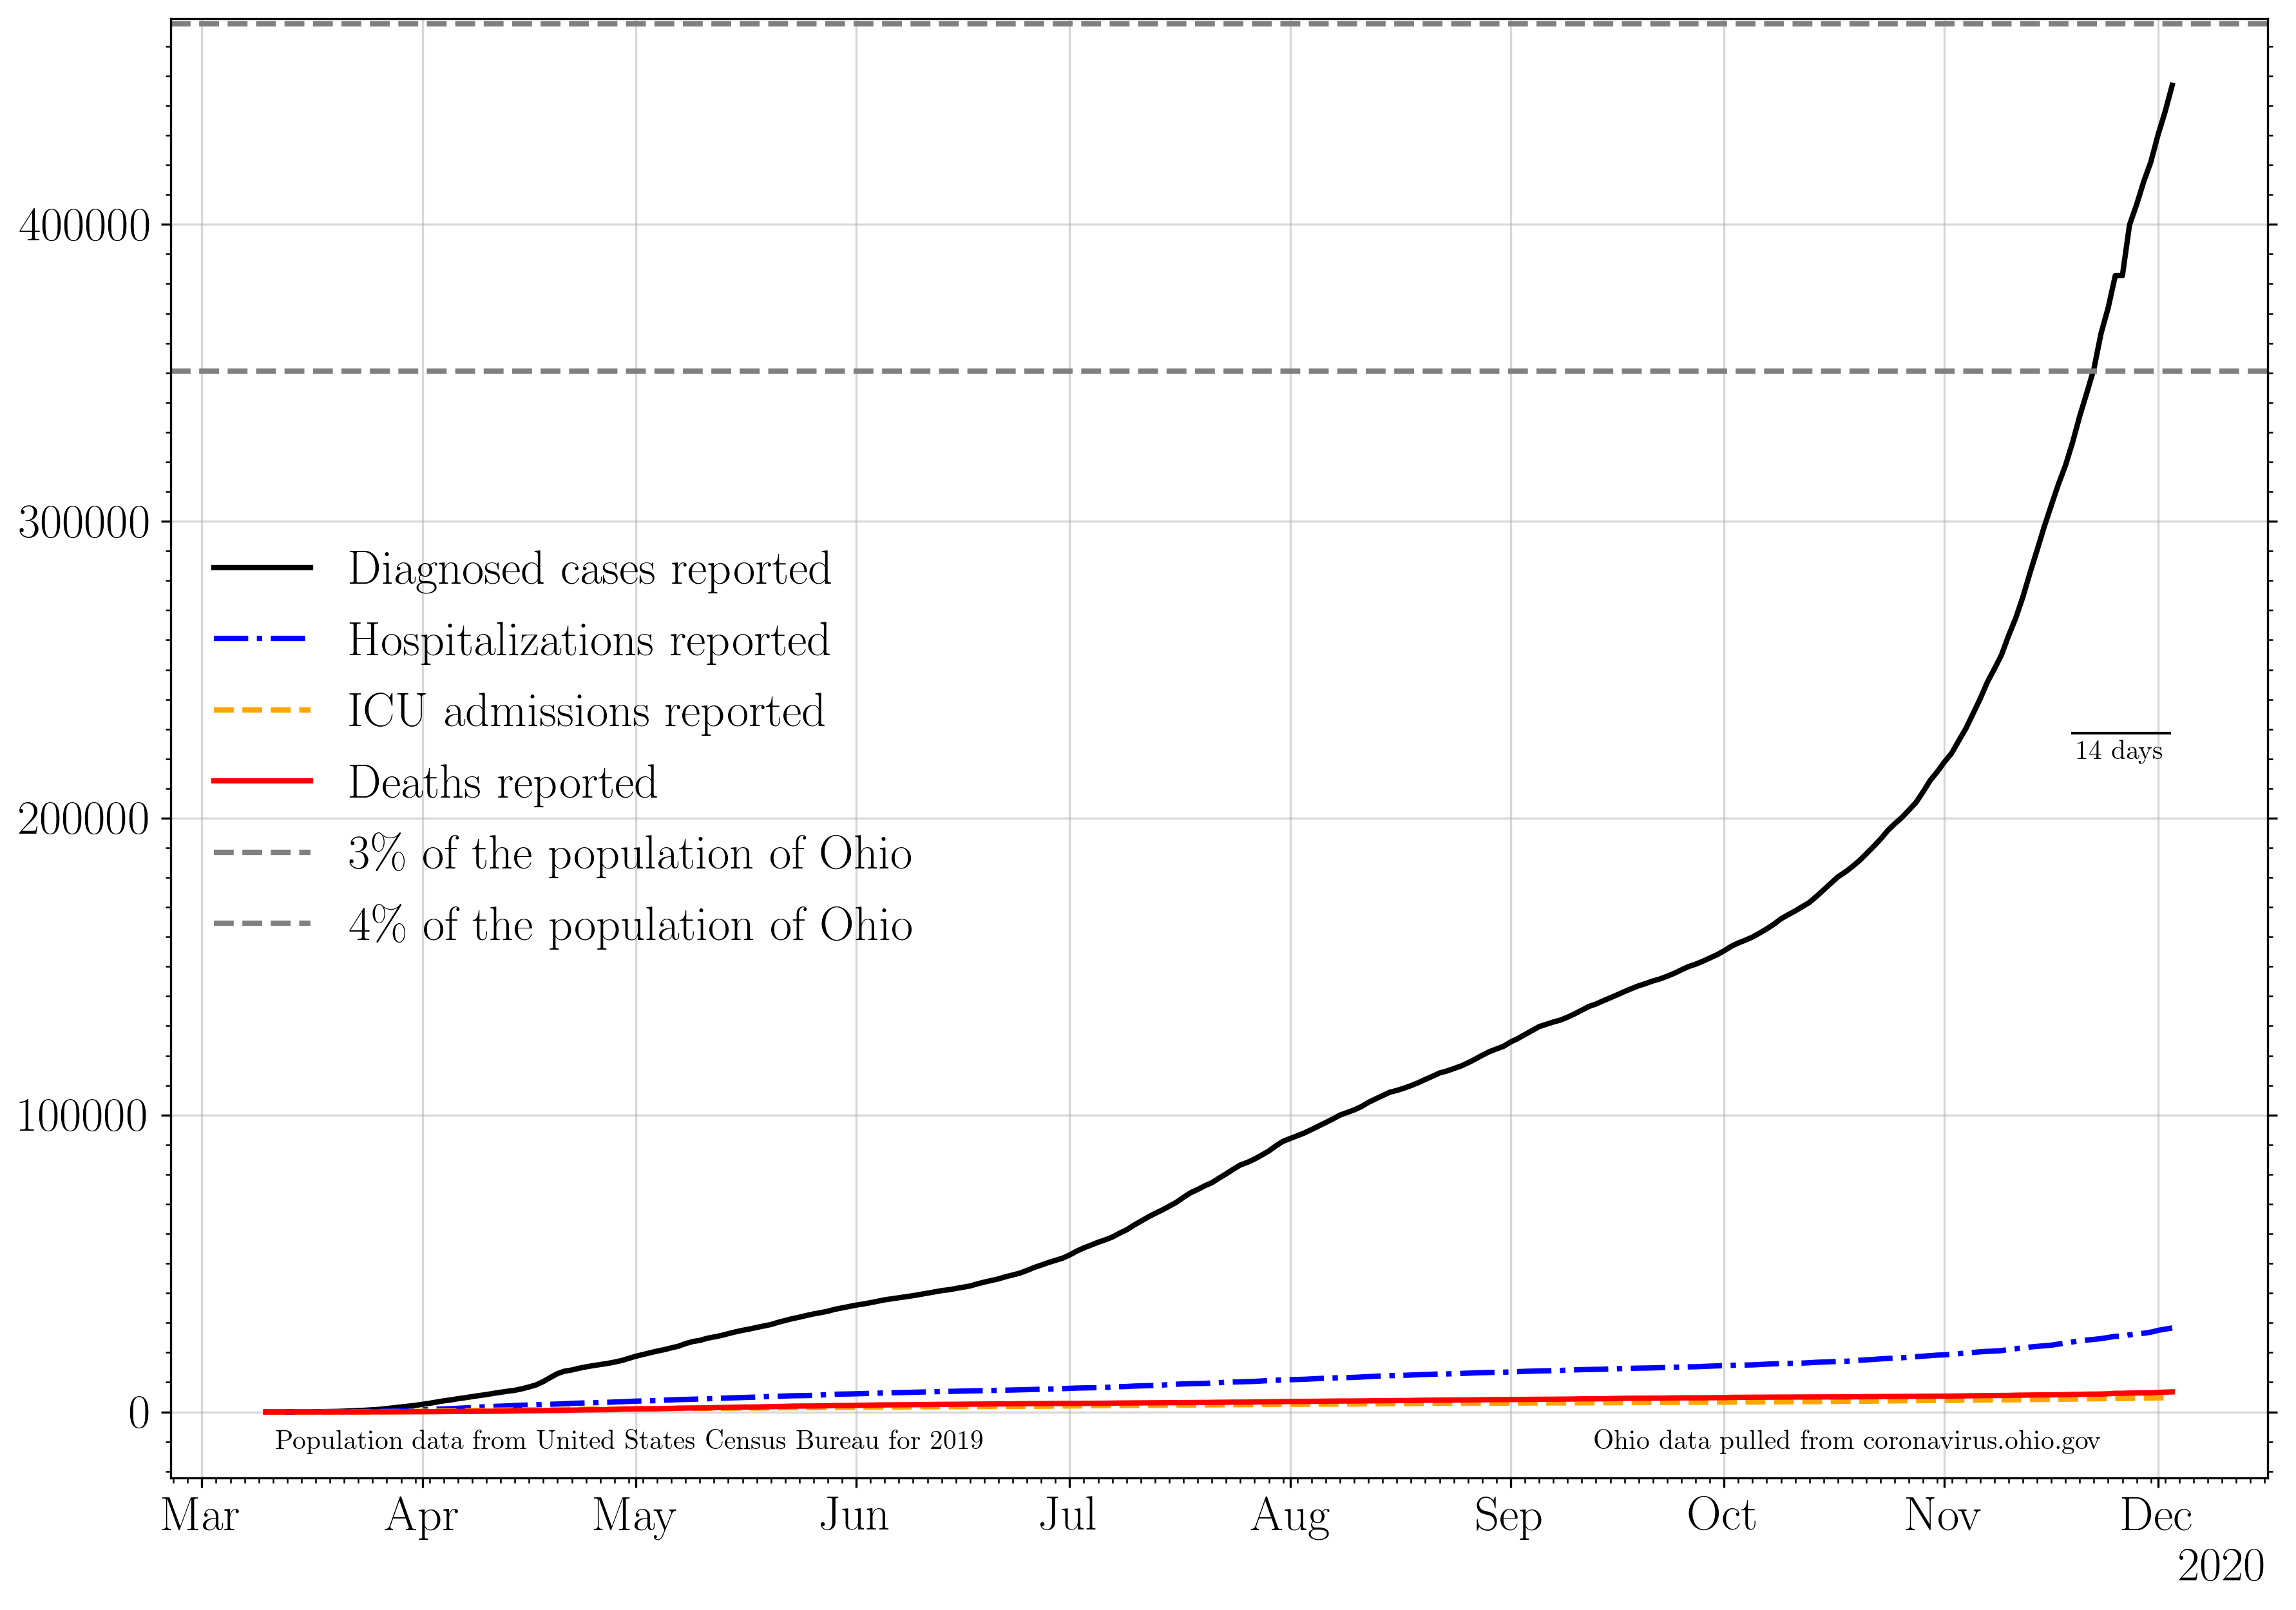 400000
300000
200000
100000
0
Diagnosed cases reported
Hospitalizations reported
ICU admissions reported
Deaths reported
3% of the population of Ohio
4% of the population of Ohio
14 days
Population data from United States Census Bureau for 2019
Ohio data pulled from coronavirus.ohio.gov
Mar Apr May Jun Jul Aug Sep Oct Nov Dec
2020